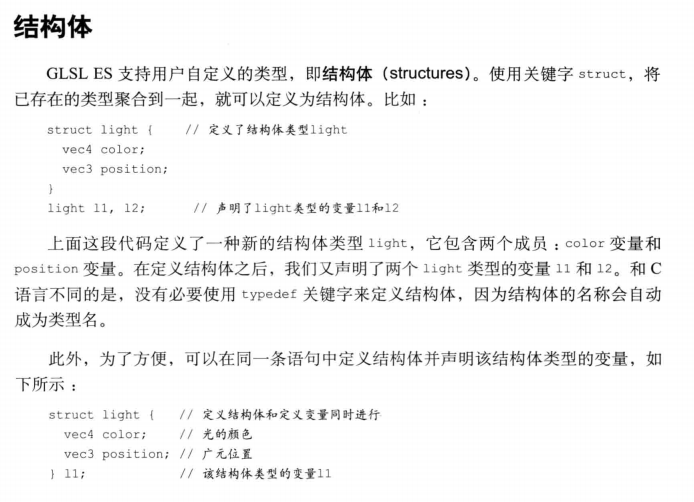 结构体
GLSL ES 支持用户自定义的类型，即结构体（structures）。使用关键字 struct，将
已存在的类型聚合到一起，就可以定义为结构体。比如：
struct light {    // 定义了结构体类型light
vec4 color;
vec3 position;
}
light l1, l2;    // 声明了light类型的变量l1和l2
上面这段代码定义了一种新的结构体类型 light，它包含两个成员：color 变量和
position 变量。在定义结构体之后，我们又声明了两个 light 类型的变量 l1 和 l2。和 C
语言不同的是，没有必要使用 typedef 关键字来定义结构体，因为结构体的名称会自动
成为类型名。
此外，为了方便，可以在同一条语句中定义结构体并声明该结构体类型的变量，如
下所示：
struct light {   // 定义结构体和定义变量同时进行
vec4 color;   // 光的颜色
vec3 position; // 广元位置
} l1;   // 该结构体类型的变量l1